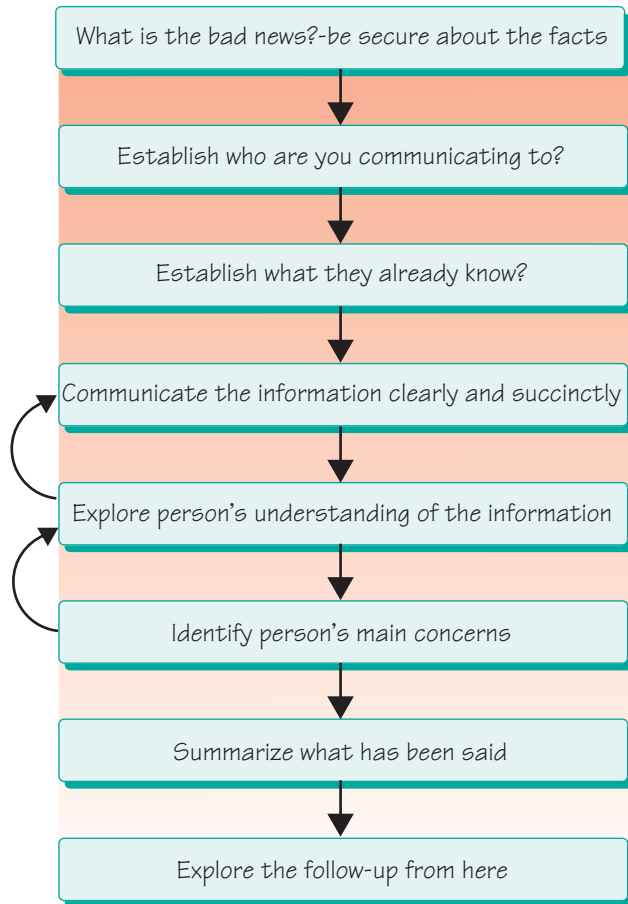 What is the bad news?-be secure about the facts
Establish who are you communicating to?
Establish what they already know?
Communicate the information clearly and succinctly
Explore person's understanding of the information
Identify person's main concerns
Summarize what has been said
Explore the follow-up from here